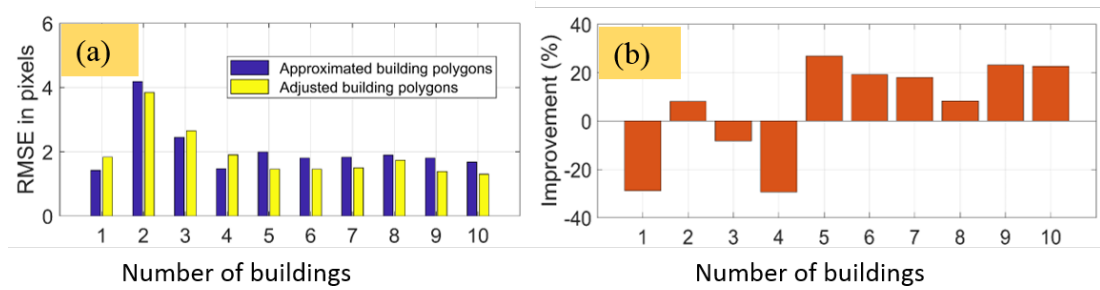 (a)
RMSE in pixels
6
4
2
0
Approximated building polygons
Adjusted building polygons
1 2 3 4 5 6 7 8 9 10
Number of buildings
(b)
Improvement (%)
40
20
0
-20
-40
1 2 3 4 5 6 7 8 9 10
Number of buildings